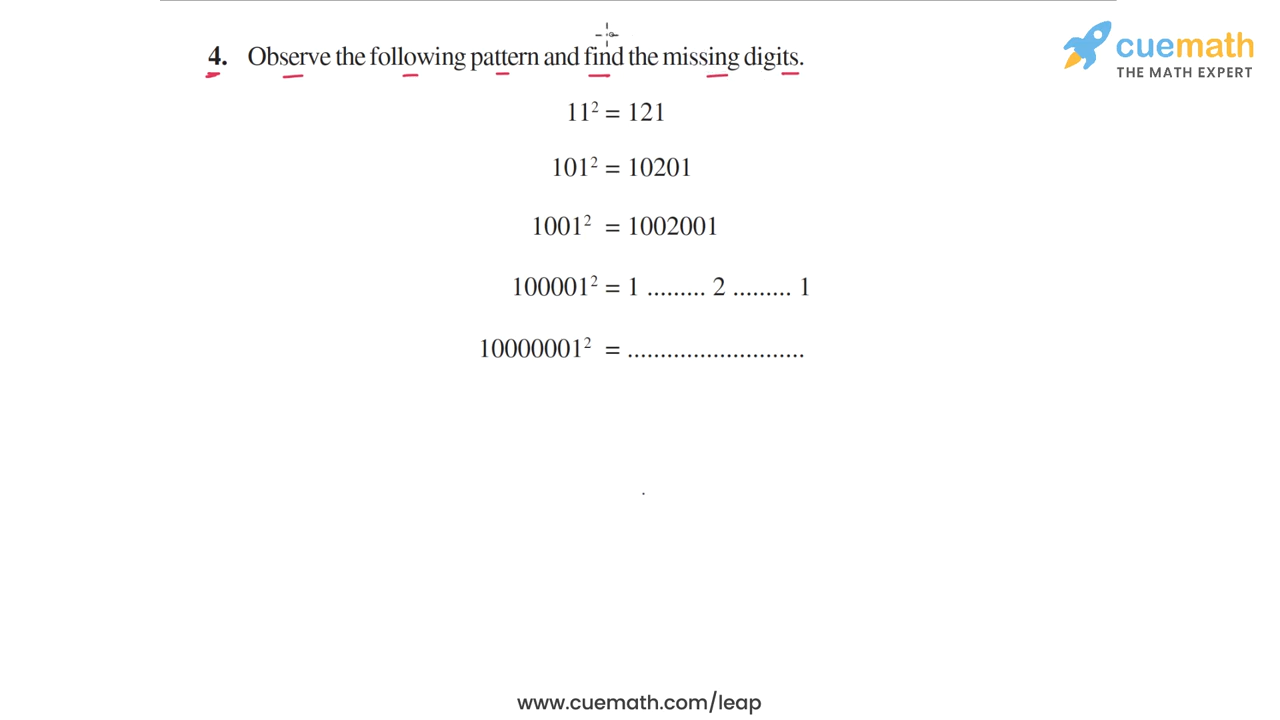 cuemath
THE MATH EXPERT
4. Observe the following pattern and find the missing digits.
11² = 121
101² = 10201
1001² = 1002001
100001² = 1 ......... 2 ......... 1
10000001² = ...........................
www.cuemath.com/leap